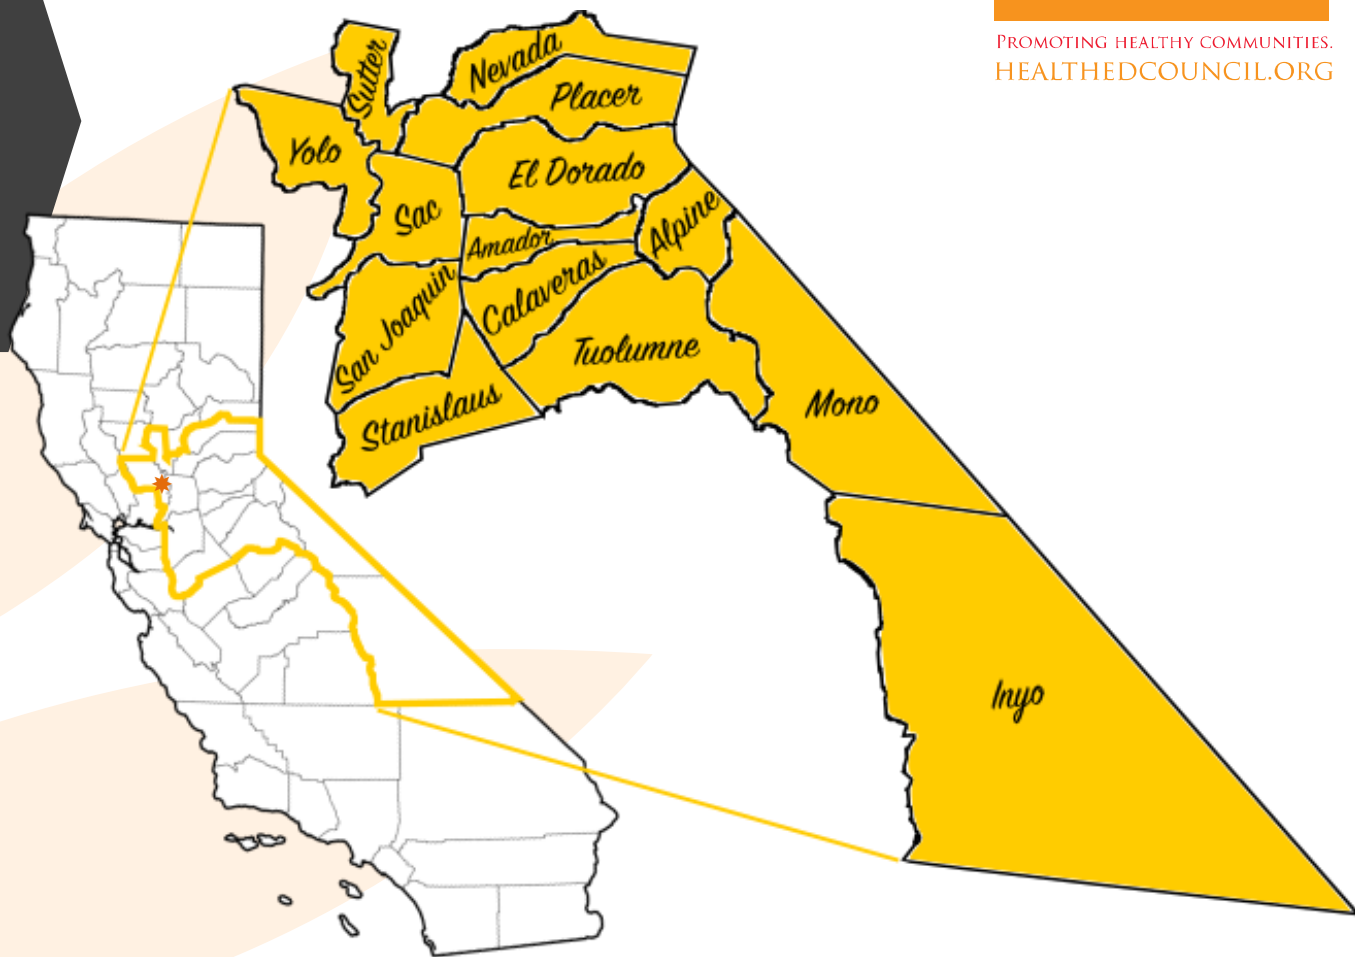 PROMOTING HEALTHY COMMUNITIES.
HEALTHEDCOUNCIL.ORG
Sutter
Nevada
Placer
Yolo
El Dorado
Sac
Alpine
Amador
Calaveras
San Joaquin
Tuolumne
Stanislaus
Mono
Inyo